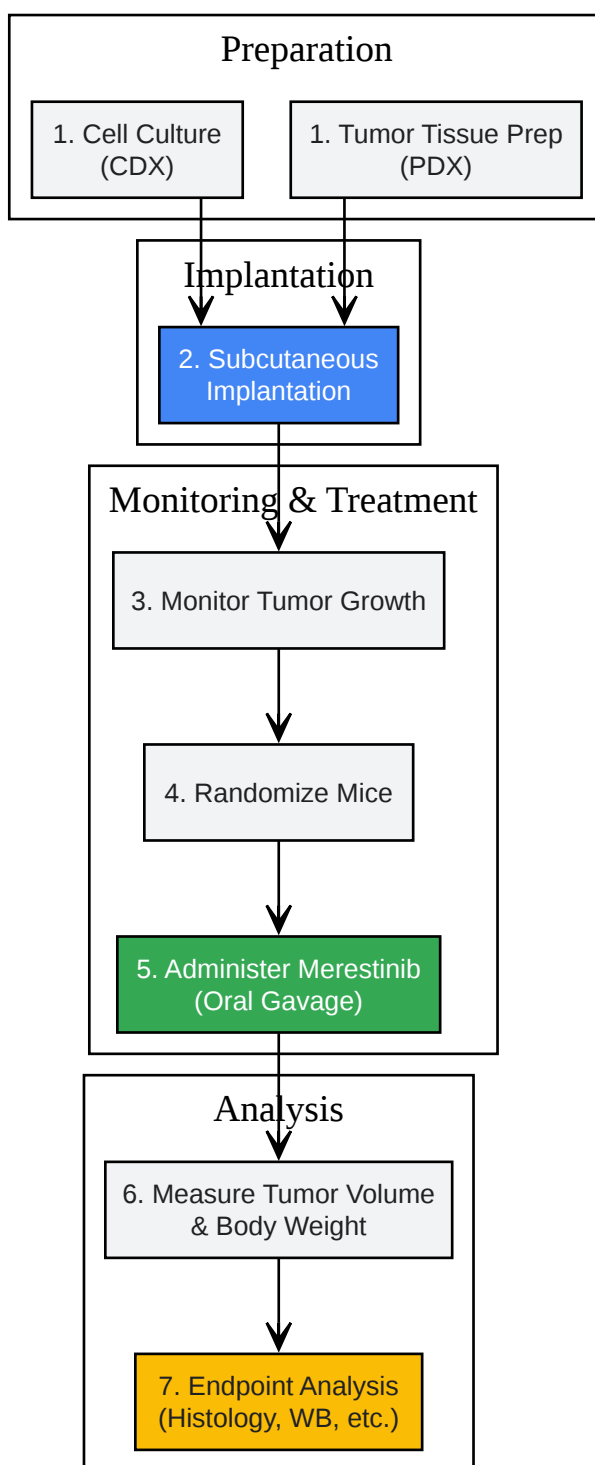 Preparation
1. Cell Culture
(CDX)
1. Tumor Tissue Prep
(PDX)
Implantation
2. Subcutaneous
Implantation
Monitoring & Treatment
3. Monitor Tumor Growth
4. Randomize Mice
5. Administer Merestinib
(Oral Gavage)
Analysis
6. Measure Tumor Volume
& Body Weight
7. Endpoint Analysis
(Histology, WB, etc.)